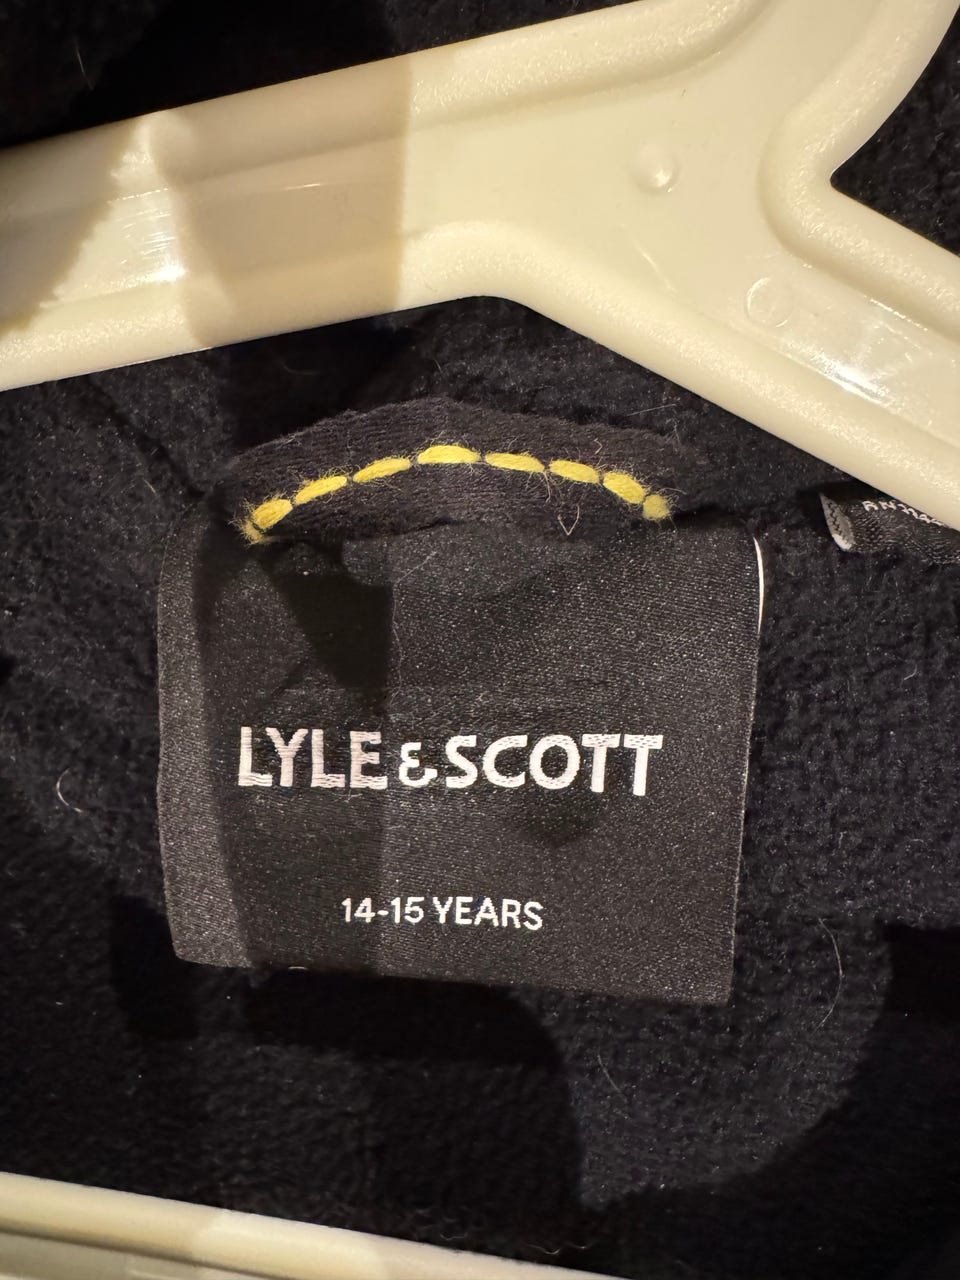 LYLE & SCOTT
14-15 YEARS